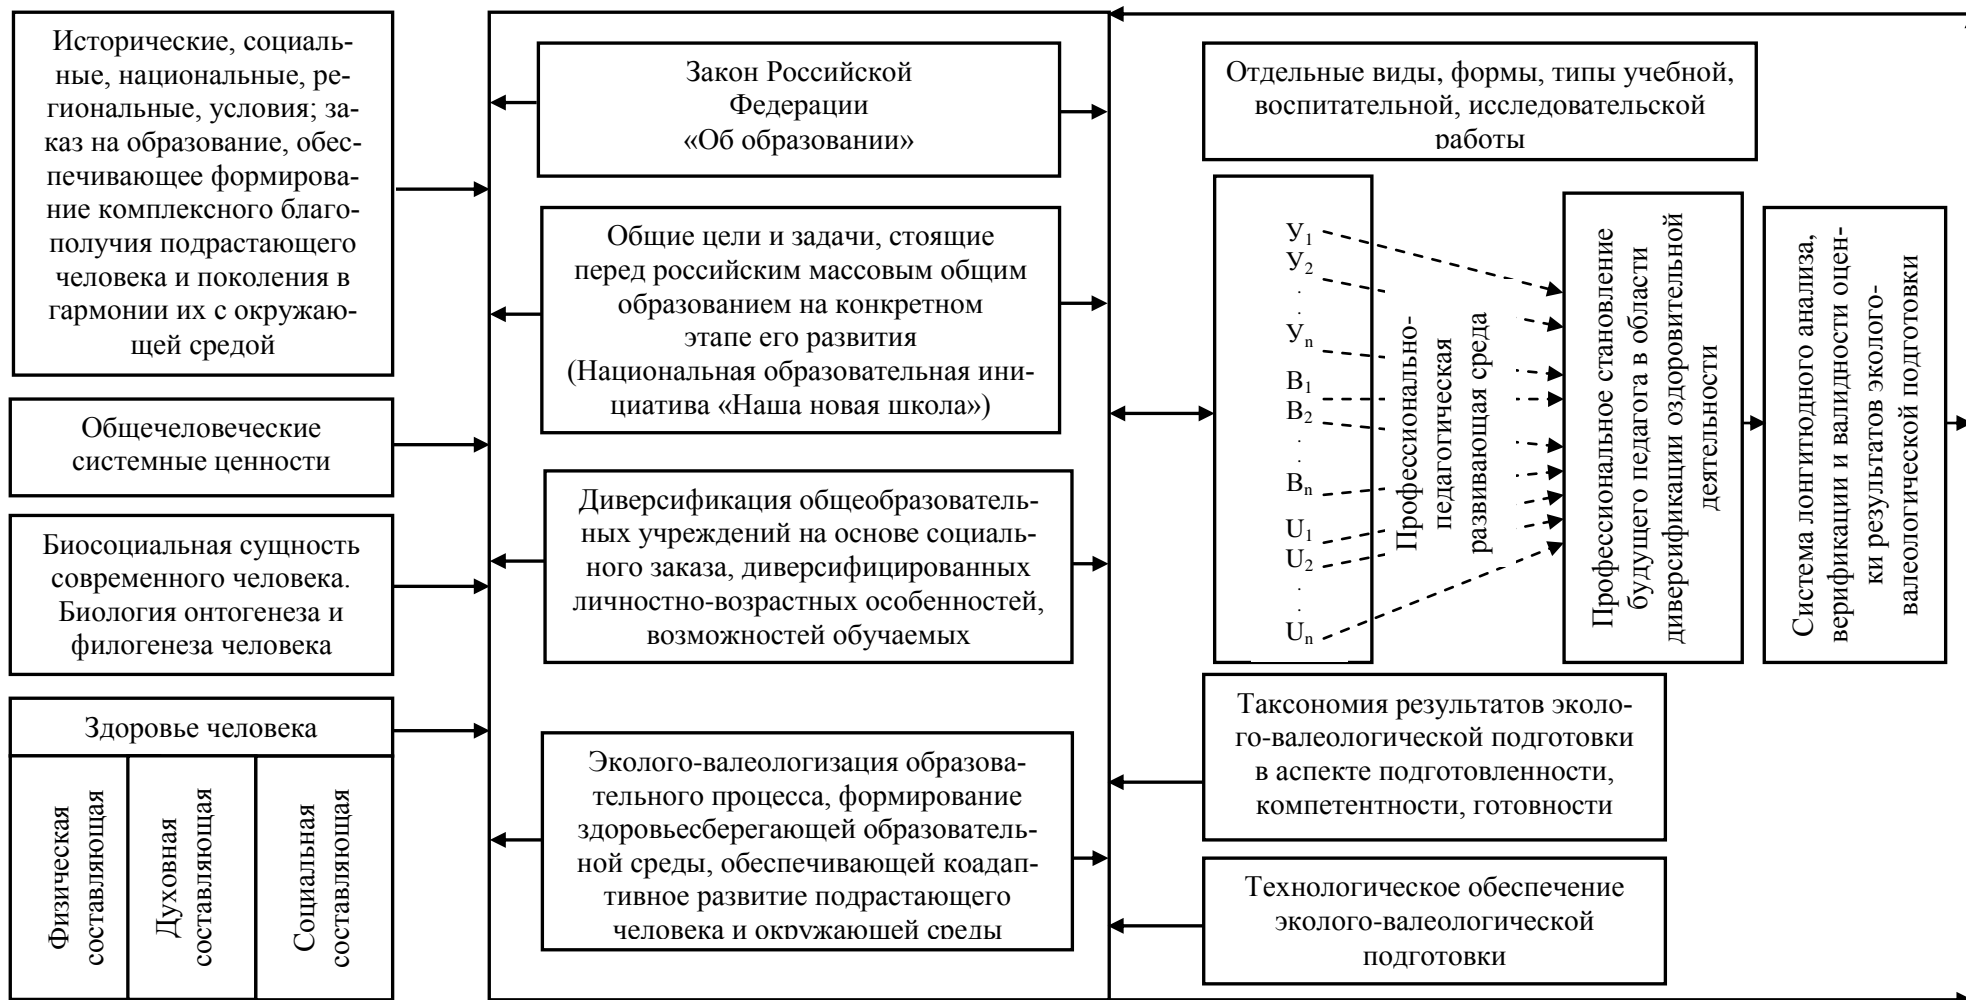 Исторические, социаль-
ные, национальные, ре-
гиональные, условия; за-
каз на образование, обес-
печивающее формирова-
ние комплексного благо-
получия подрастающего
человека и поколения в
гармонии их с окружаю-
щей средой
Общечеловеческие
системные ценности
Биосоциальная сущность
современного человека.
Биология онтогенеза и
филогенеза человека
Здоровье человека
Физическая
составляющая
Духовная
составляющая
Социальная
составляющая
Закон Российской
Федерации
«Об образовании»
Общие цели и задачи, стоящие
перед российским массовым общим
образованием на конкретном
этапе его развития
(Национальная образовательная ини-
циатива «Наша новая школа»)
Диверсификация общеобразователь-
ных учреждений на основе социаль-
ного заказа, диверсифицированных
личностно-возрастных особенностей,
возможностей обучаемых
Эколого-валеологизация образова-
тельного процесса, формирование
здоровьесберегающей образователь-
ной среды, обеспечивающей коадап-
тивное развитие подрастающего
человека и окружающей среды
Отдельные виды, формы, типы учебной,
воспитательной, исследовательской
работы
У1
У2
.
.
Уn
В1
В2
.
.
Вn
U1
U2
.
.
Un
Профессионально-
педагогическая
развивающая среда
Профессиональное становление
будущего педагога в области
диверсификации оздоровительной
деятельности
Система лонгитюдного анализа,
верификации и валидности оцен-
ки результатов эколого-
валеологической подготовки
Таксономия результатов эколо-
го-валеологической подготовки
в аспекте подготовленности,
компетентности, готовности
Технологическое обеспечение
эколого-валеологической
подготовки